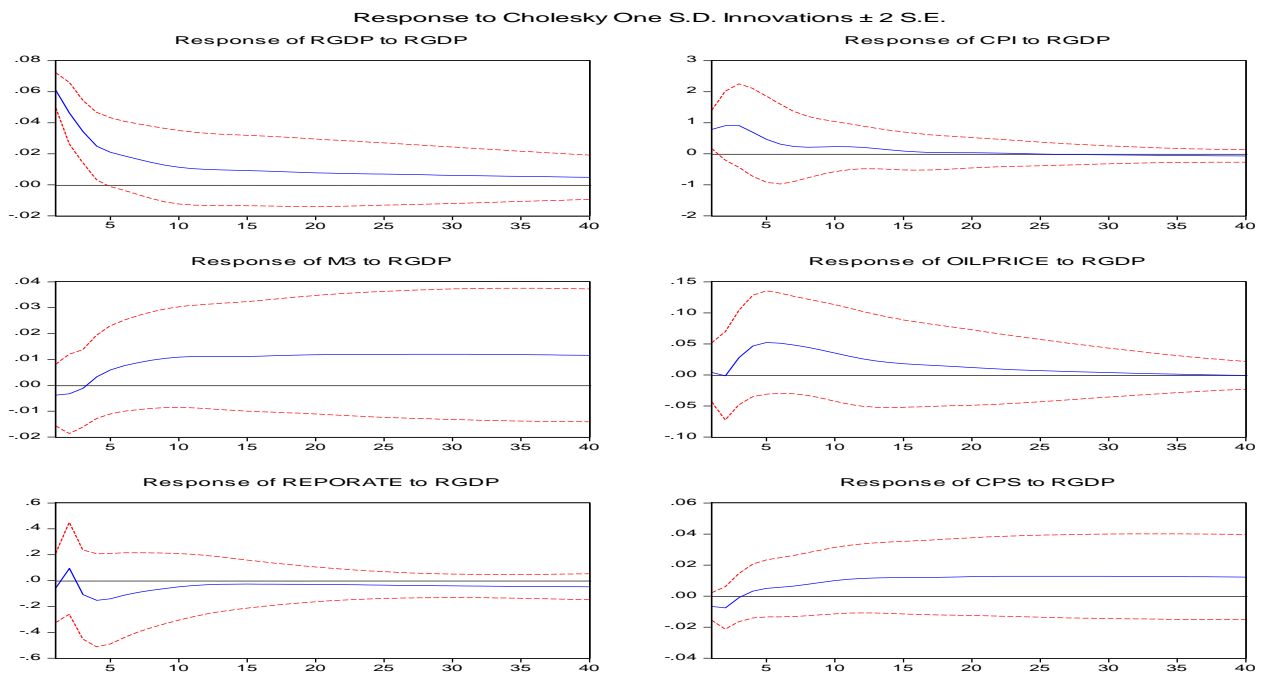 Response to Cholesky One S.D. Innovations ± 2 S.E.
Response of RGDP to RGDP
.08
.06
.04
.02
.00
-.02
5 10 15 20 25 30 35 40
Response of CPI to RGDP
3
2
1
0
-1
-2
5 10 15 20 25 30 35 40
Response of M3 to RGDP
.04
.03
.02
.01
.00
-.01
-.02
5 10 15 20 25 30 35 40
Response of OILPRICE to RGDP
.15
.10
.05
.00
-.05
-.10
5 10 15 20 25 30 35 40
Response of REPORATE to RGDP
.6
.4
.2
.0
-.2
-.4
-.6
5 10 15 20 25 30 35 40
Response of CPS to RGDP
.06
.04
.02
.00
-.02
-.04
5 10 15 20 25 30 35 40